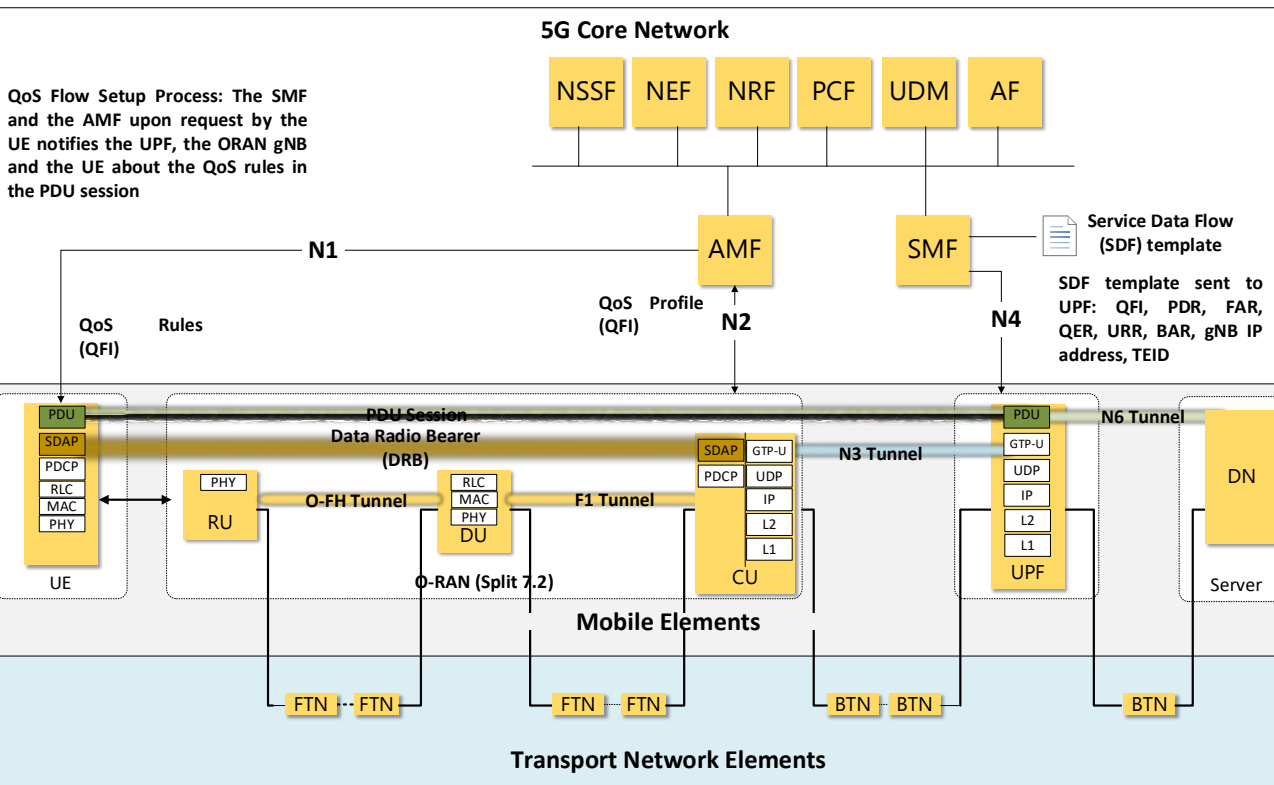 5G Core Network
NSSF NEF NRF PCF UDM AF
QoS Flow Setup Process: The SMF
and the AMF upon request by the
UE notifies the UPF, the ORAN gNB
and the UE about the QoS rules in
the PDU session
AMF
SMF
Service Data Flow
(SDF) template
N1
SDF template sent to
UPF: QFI, PDR, FAR,
QER, URR, BAR, gNB IP
address, TEID
QoS Profile
(QFI)
N2
N4
QoS Rules
(QFI)
PDU
PDU Session
PDU
N6 Tunnel
SDAP
Data Radio Bearer
(DRB)
SDAP
GTP-U
N3 Tunnel
GTP-U
PDCP
PDCP
UDP
UDP
RLC
MAC
PHY
UE
PHY
RU
O-FH Tunnel
RLC
MAC
PHY
DU
F1 Tunnel
IP
L2
L1
CU
IP
L2
L1
UPF
DN
Server
O-RAN (Split 7.2)
Mobile Elements
FTN FTN FTN FTN BTN BTN BTN
Transport Network Elements